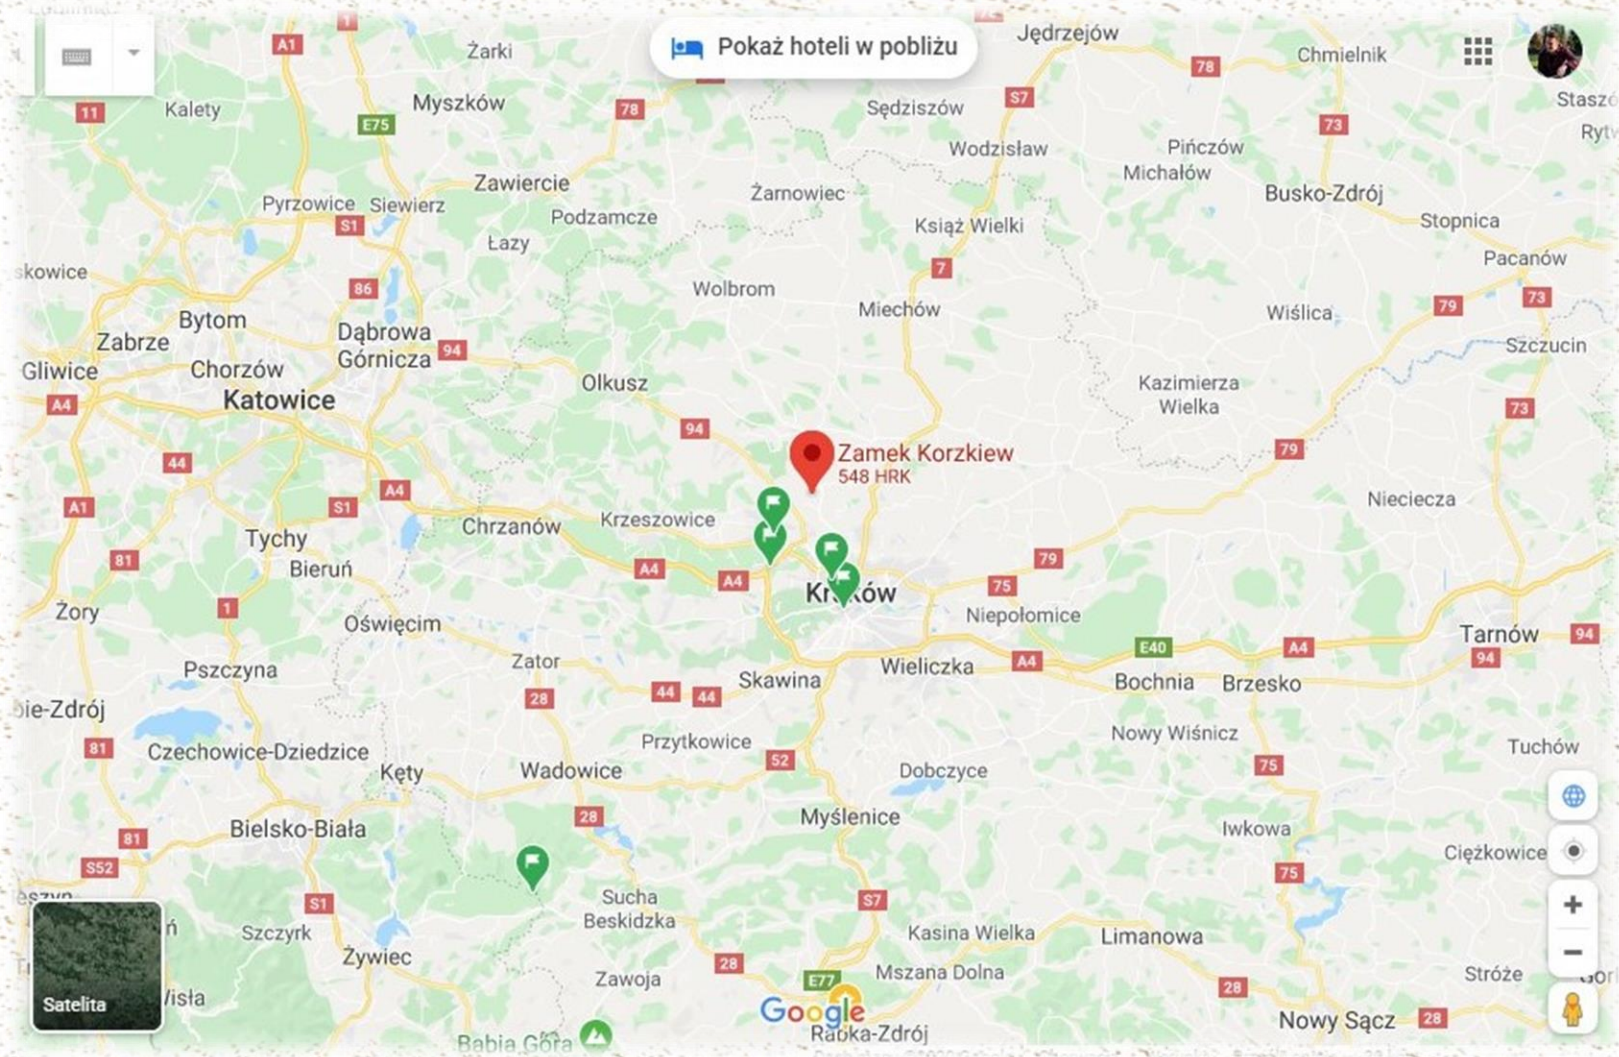 1
72
Jędrzejów
A1
Żarki
Pokaż hoteli w pobliżu
Chmielnik
78
11
Kalety
Myszków
78
Sędziszów
S7
E75
73
Wodzisław
Pińczów
Michałów
Zawiercie
Żarnowiec
Busko-Zdrój
Pyrzowice
Siewierz
Podzamcze
S1
Książ Wielki
Stopnica
Łazy
Pacanów
skowice
7
86
Wolbrom
73
79
Miechów
Wiślica
Bytom
Dąbrowa
Górnicza
Zabrze
94
Szczucin
Gliwice
Chorzów
Olkusz
Kazimierza
Wielka
Katowice
A4
73
94
Zamek Korzkiew
548 HRK
79
44
A4
A1
S1
Nieciecza
Chrzanów
Krzeszowice
Tychy
81
Bieruń
A4
A4
79
75
Kraków
Żory
1
Oświęcim
Niepołomice
Tarnów
94
E40
A4
94
Zator
A4
Wieliczka
Pszczyna
Skawina
Bochnia
Brzesko
28
44
44
bie-Zdrój
81
Przytkowice
Nowy Wiśnicz
Tuchów
Czechowice-Dziedzice
52
75
Kęty
Wadowice
Dobczyce
28
Myślenice
Bielsko-Biała
Iwkowa
81
Ciężkowice
S52
75
Sucha
Beskidzka
S1
S7
Szczyrk
Kasina Wielka
Limanowa
Żywiec
28
Zawoja
E77
Mszana Dolna
Stróże
28
Satelita
Wisła
Google
Nowy Sącz
28
Rabka-Zdrój
Babia Góra